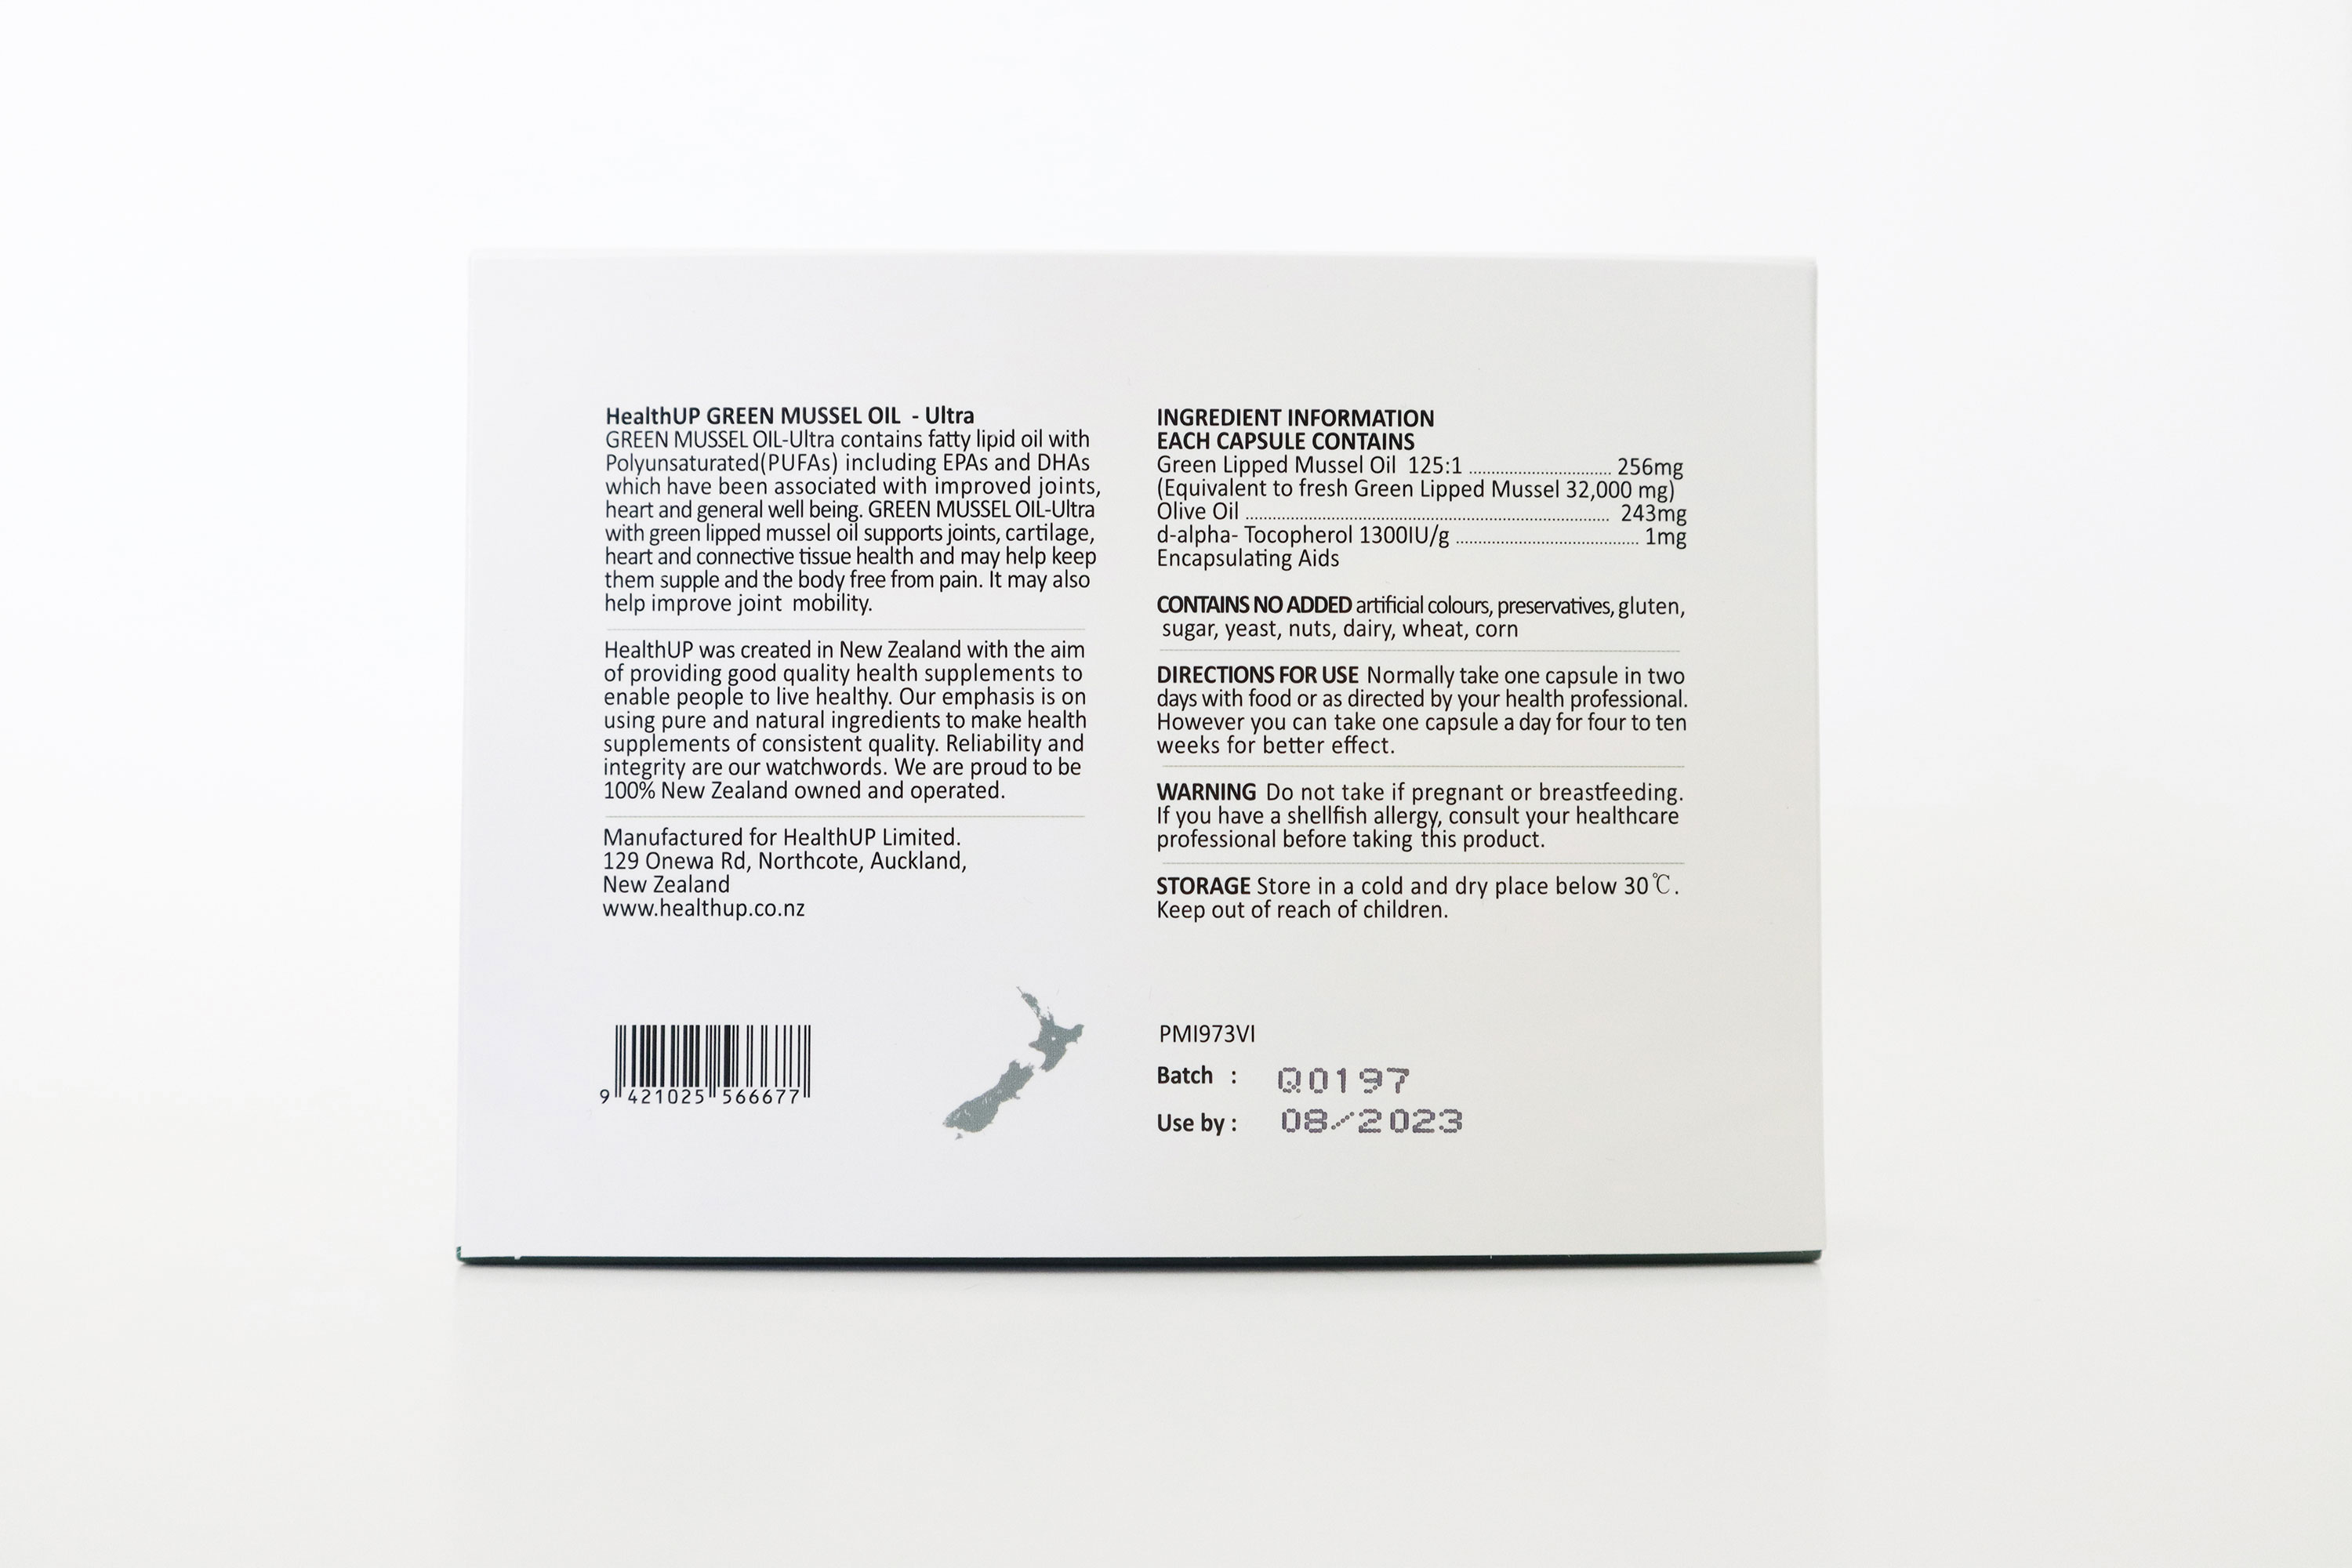 HealthUP GREEN MUSSEL OIL - Ultra
GREEN MUSSEL OIL-Ultra contains fatty lipid oil with
Polyunsaturated(PUFAs) including EPAs and DHAs
which have been associated with improved joints,
heart and general well being. GREEN MUSSEL OIL-Ultra
with green lipped mussel oil supports joints, cartilage,
heart and connective tissue health and may help keep
them supple and the body free from pain. It may also
help improve joint mobility.
HealthUP was created in New Zealand with the aim
of providing good quality health supplements to
enable people to live healthy. Our emphasis is on
using pure and natural ingredients to make health
supplements of consistent quality. Reliability and
integrity are our watchwords. We are proud to be
100% New Zealand owned and operated.
Manufactured for HealthUP Limited.
129 Onewa Rd, Northcote, Auckland,
New Zealand
www.healthup.co.nz
9 421025 566677
INGREDIENT INFORMATION
EACH CAPSULE CONTAINS
Green Lipped Mussel Oil 125:1 ............................ 256mg
(Equivalent to fresh Green Lipped Mussel 32,000 mg)
Olive Oil ........................................................................ 243mg
d-alpha- Tocopherol 1300IU/g .................................... 1mg
Encapsulating Aids
CONTAINS NO ADDED artificial colours, preservatives, gluten,
sugar, yeast, nuts, dairy, wheat, corn
DIRECTIONS FOR USE Normally take one capsule in two
days with food or as directed by your health professional.
However you can take one capsule a day for four to ten
weeks for better effect.
WARNING Do not take if pregnant or breastfeeding.
If you have a shellfish allergy, consult your healthcare
professional before taking this product.
STORAGE Store in a cold and dry place below 30℃.
Keep out of reach of children.
PMI973VI
Batch : Q0197
Use by : 08/2023